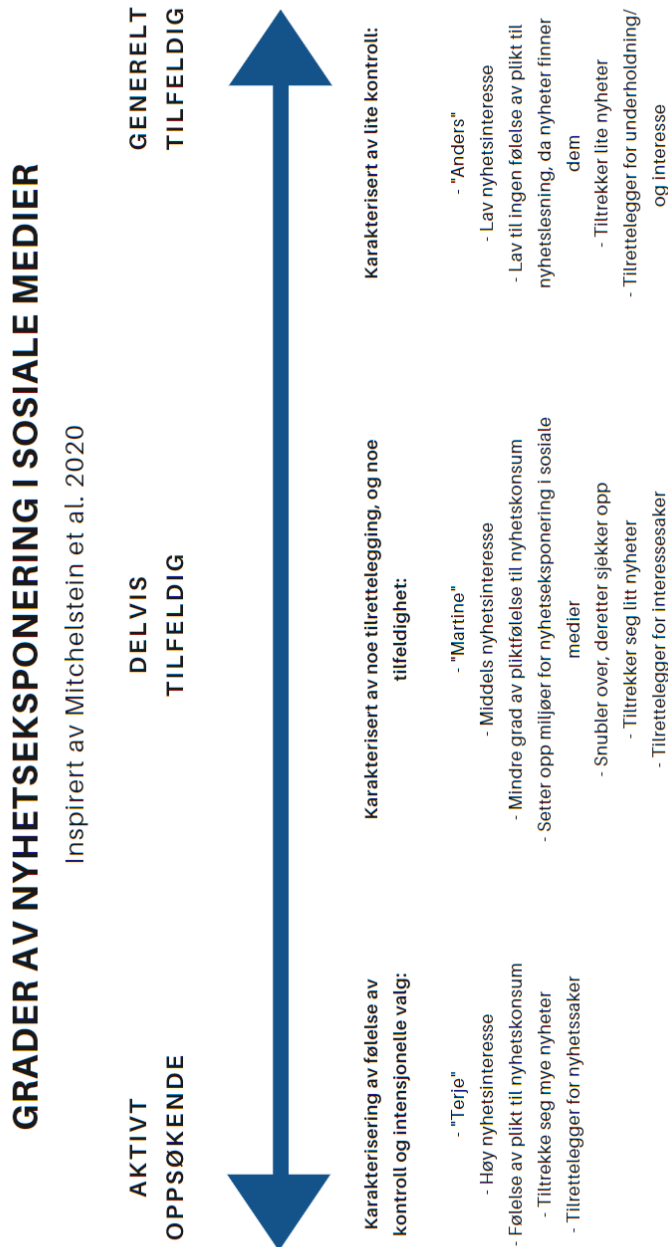 GRADER AV NYHETSEKSPONERING I SOSIALE MEDIER
Inspirert av Mitchelstein et al. 2020
AKTIVT
OPPSØKENDE
DELVIS
TILFELDIG
GENERELT
TILFELDIG
Karakterisering av følelse av
kontroll og intensjonelle valg:
- "Terje"
- Høy nyhetsinteresse
- Følelse av plikt til nyhetskonsum
- Tiltrekke seg mye nyheter
- Tilrettelegger for nyhetssaker
Karakterisert av noe tilrettelegging, og noe
tilfeldighet:
- "Martine"
- Middels nyhetsinteresse
- Mindre grad av pliktfølelse til nyhetskonsum
- Setter opp miljøer for nyhetseksponering i sosiale
medier
- Snubler over, deretter sjekker opp
- Tiltrekker seg litt nyheter
- Tilrettelegger for interessesaker
Karakterisert av lite kontroll:
- "Anders"
- Lav nyhetsinteresse
- Lav til ingen følelse av plikt til
nyhetslesning, da nyheter finner
dem
- Tiltrekker lite nyheter
- Tilrettelegger for underholdning/
og interesse